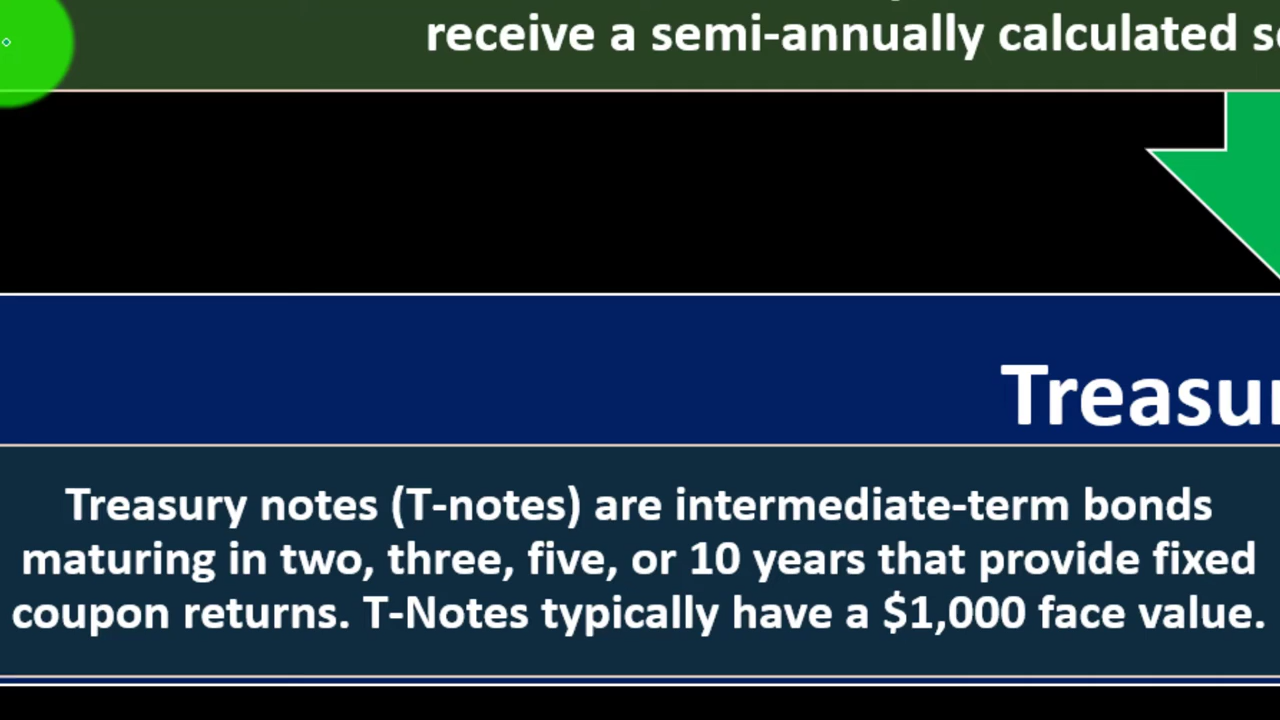 receive a semi-annually calculated
Treasury notes (T-notes) are intermediate-term bonds
maturing in two, three, five, or 10 years that provide fixed
coupon returns. T-Notes typically have a $1,000 face value.